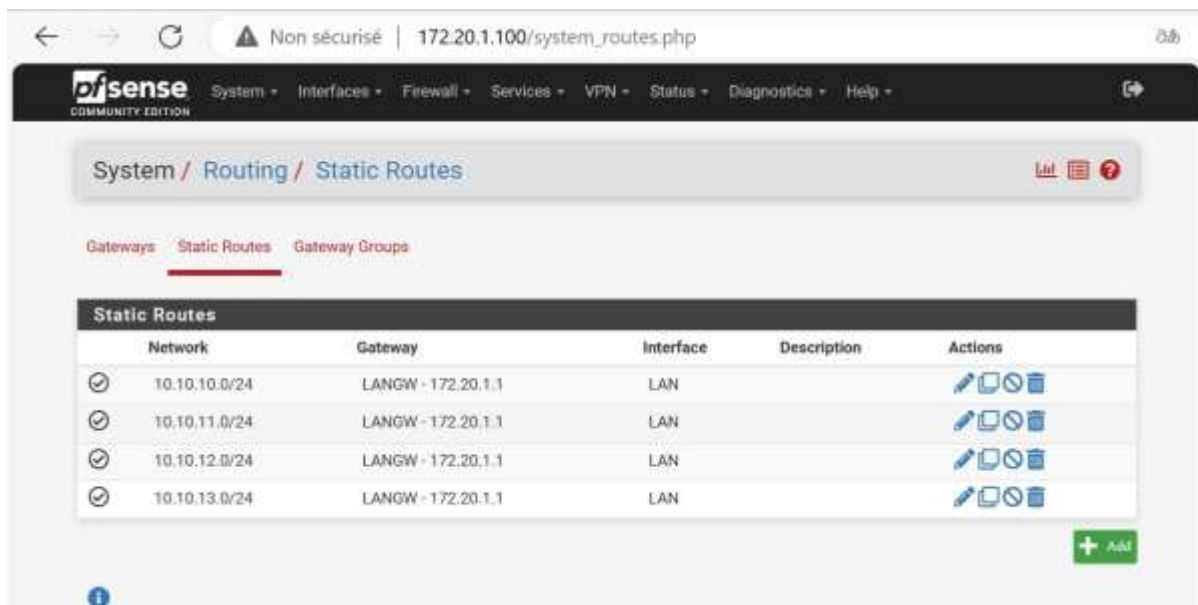 Non sécurisé | 172.20.1.100/system_routes.php
pfsense System Interfaces Firewall Services VPN Status Diagnostics Help
COMMUNITY EDITION
System / Routing / Static Routes
Gateways Static Routes Gateway Groups
Static Routes
Network Gateway Interface Description Actions
10.10.10.0/24 LANGW - 172.20.1.1 LAN
10.10.11.0/24 LANGW - 172.20.1.1 LAN
10.10.12.0/24 LANGW - 172.20.1.1 LAN
10.10.13.0/24 LANGW - 172.20.1.1 LAN
Add